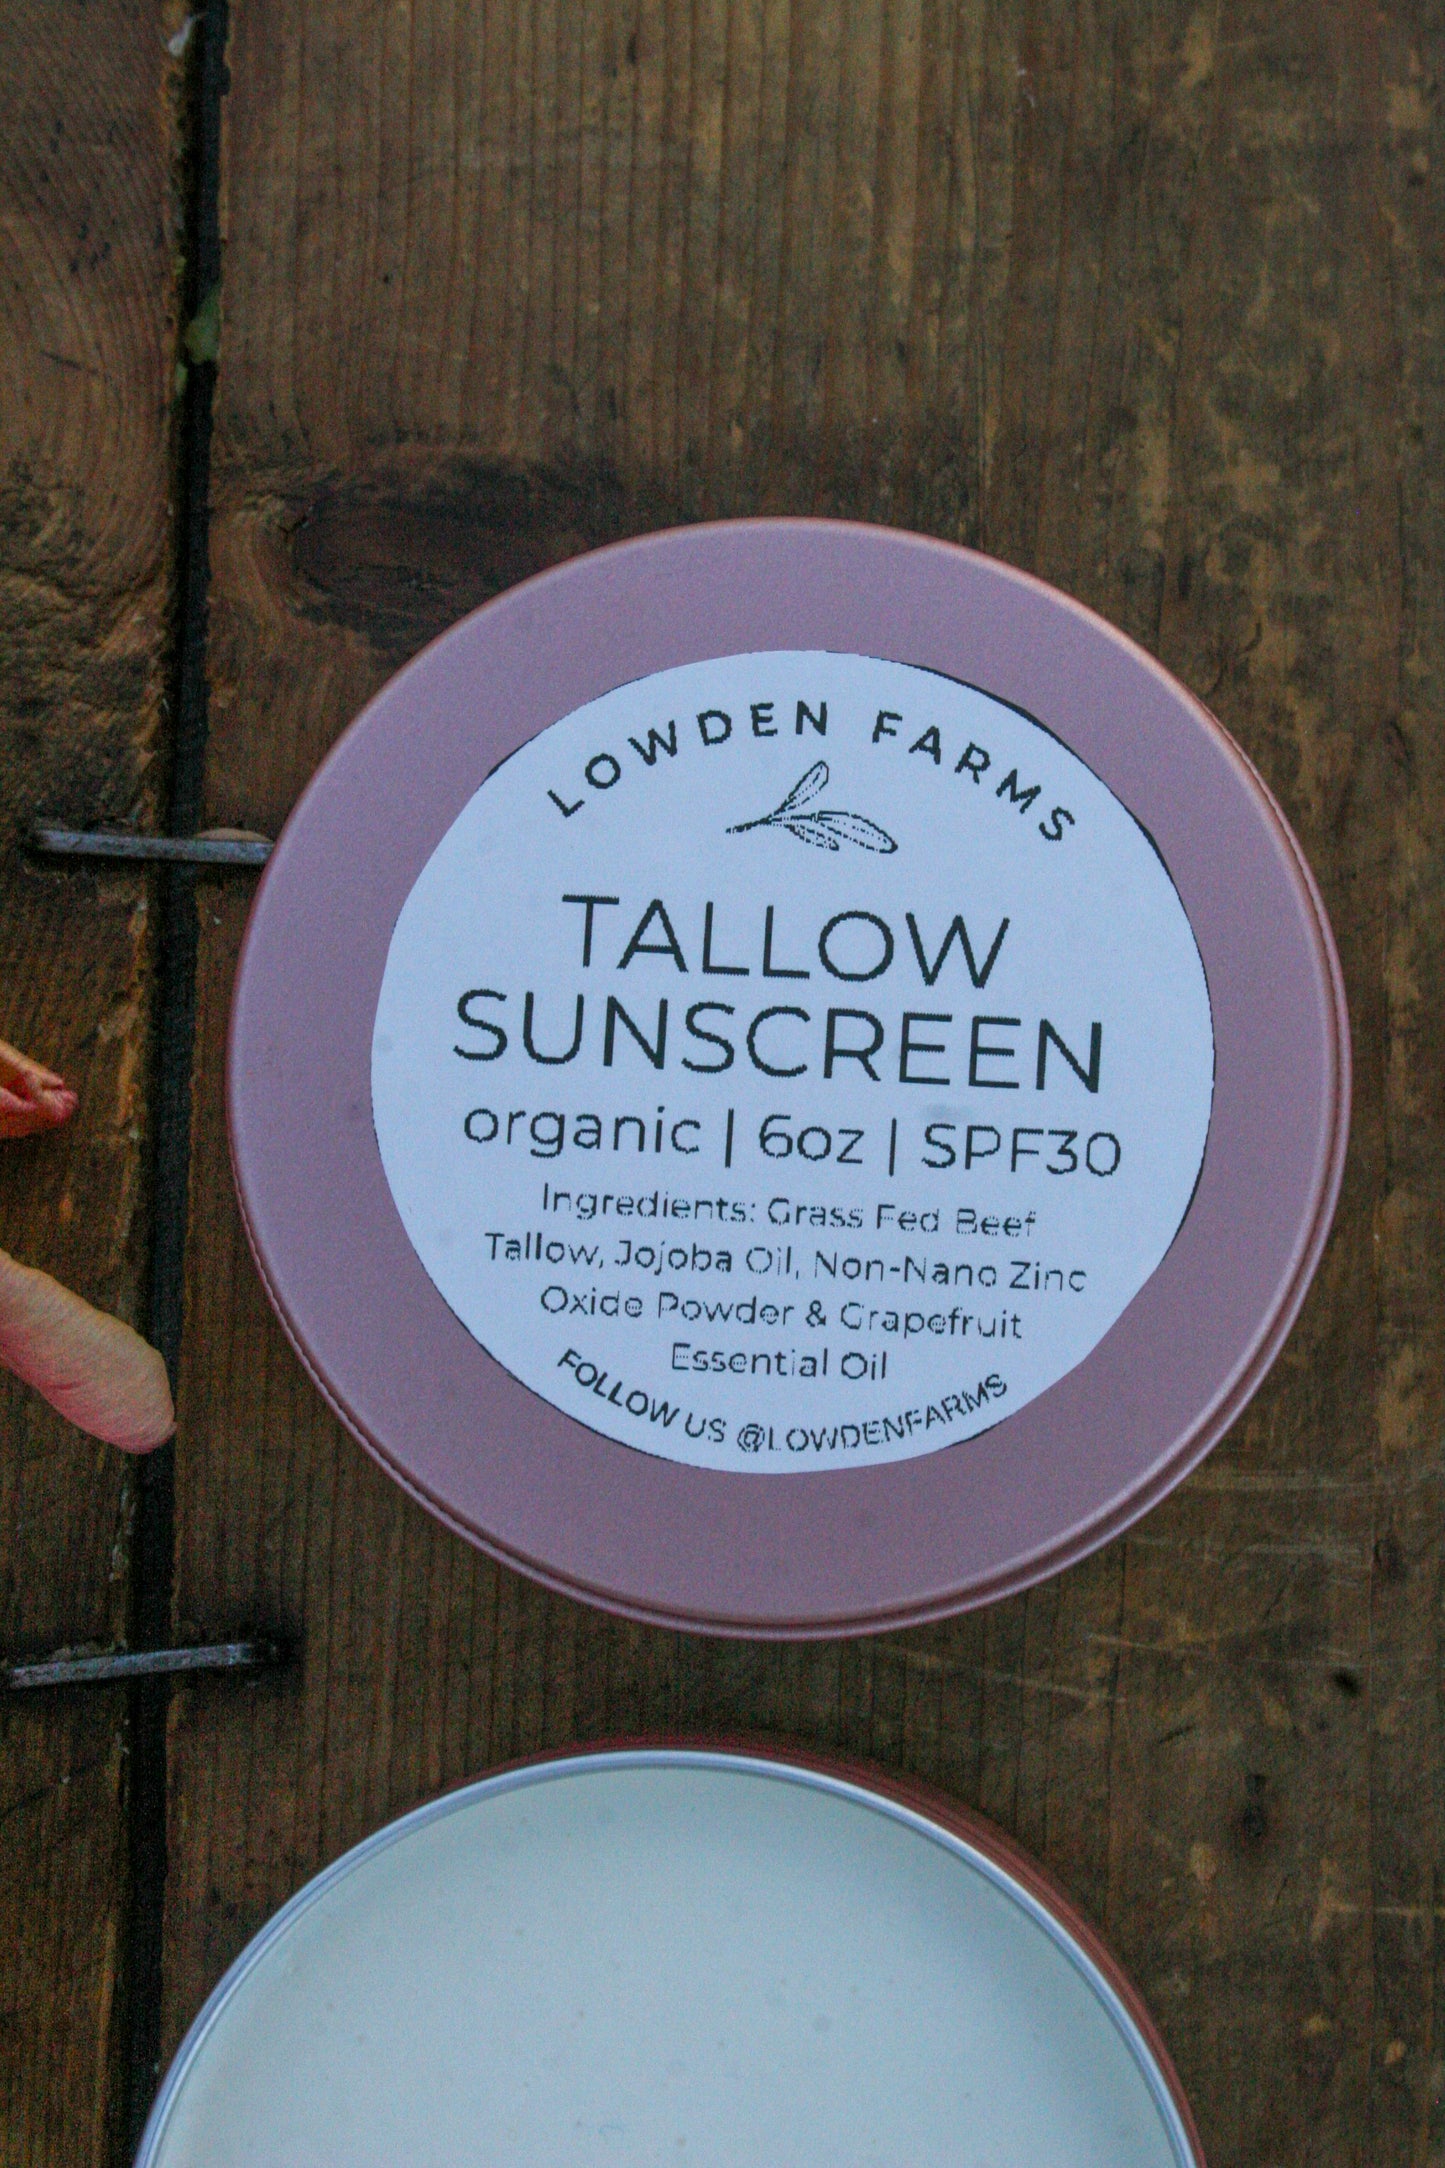 LOWDEN FARMS
TALLOW
SUNSCREEN
organic | 6oz | SPF30
Ingredients: Grass Fed Beef
Tallow, Jojoba Oil, Non-Nano Zinc
Oxide Powder & Grapefruit
Essential Oil
FOLLOW US @LOWDENFARMS